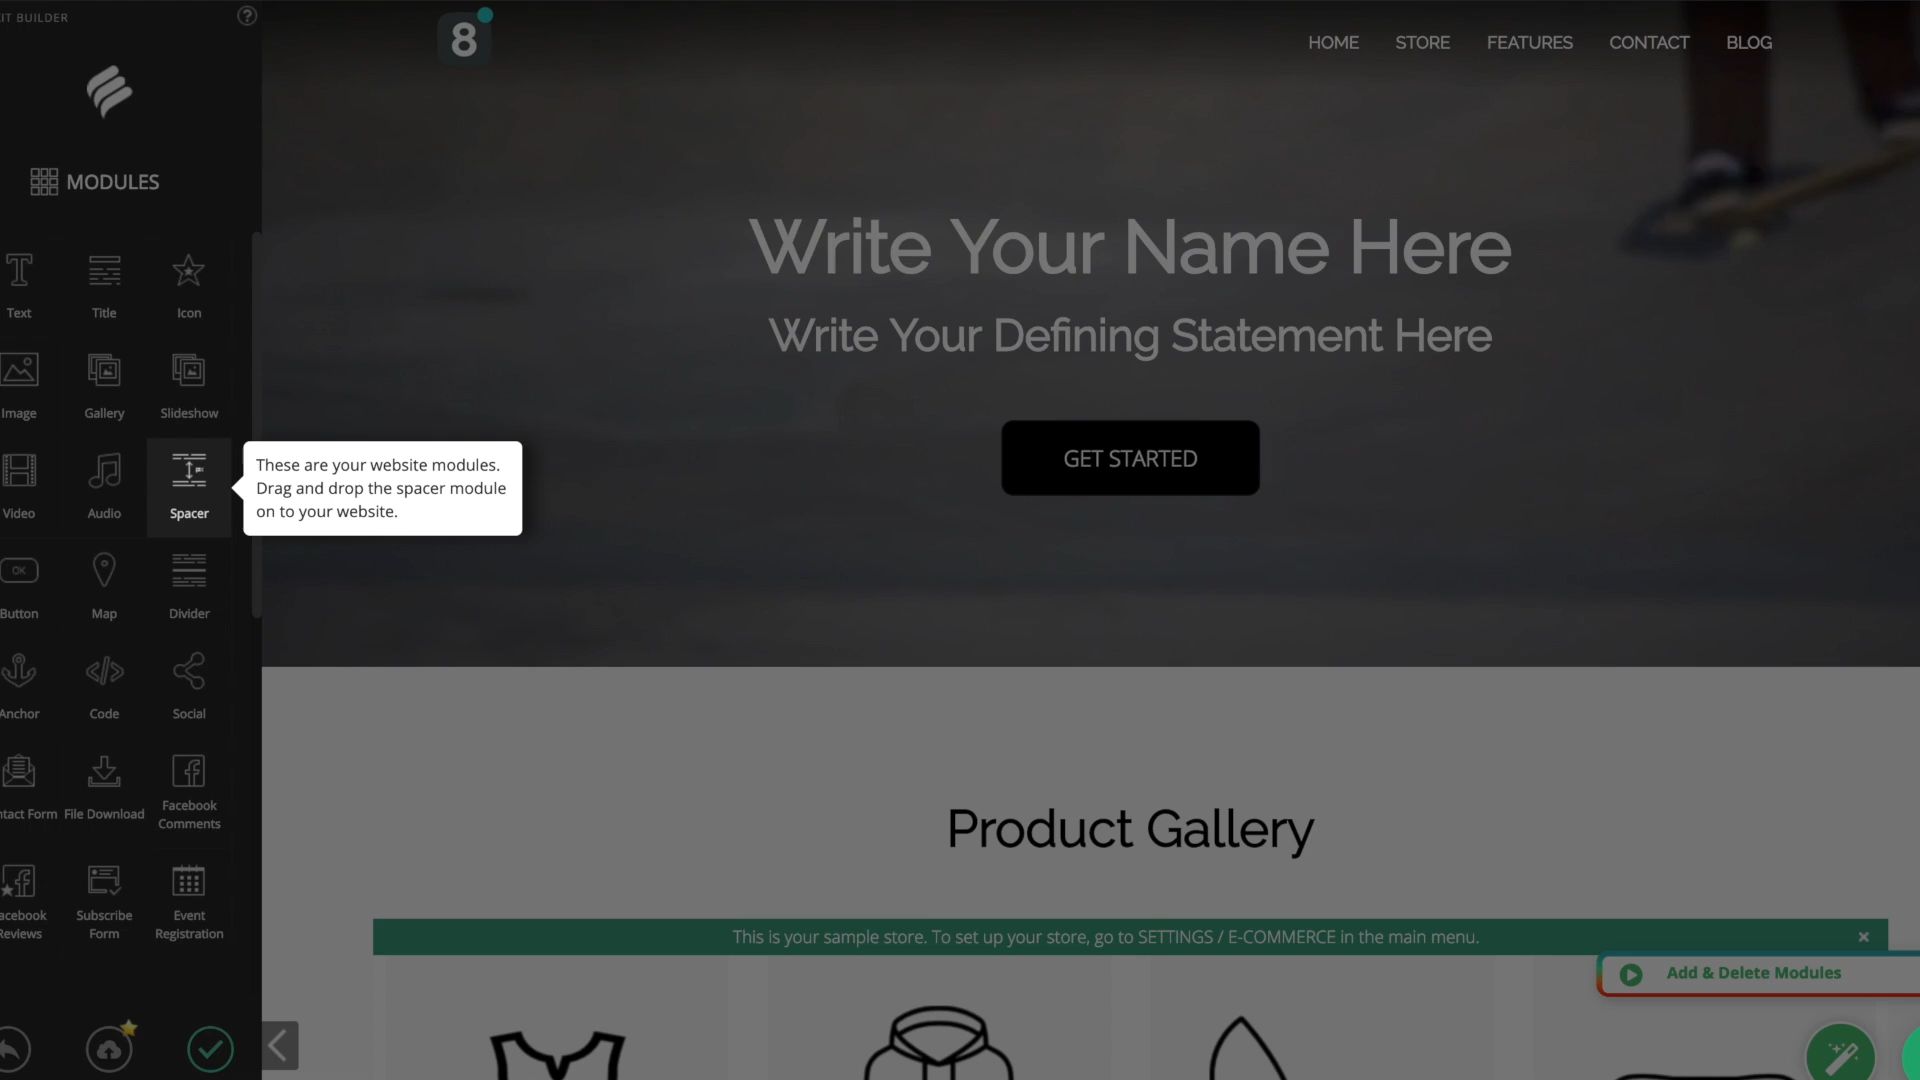 IT BUILDER
?
8
HOME
STORE
FEATURES
CONTACT
BLOG
MODULES
Write Your Name Here
Write Your Defining Statement Here
GET STARTED
Text
Title
Icon
Image
Gallery
Slideshow
Video
Audio
Spacer
These are your website modules.
Drag and drop the spacer module
on to your website.
OK
Button
Map
Divider
Anchor
Code
Social
ntact Form
File Download
Facebook
Comments
acebook
Reviews
Subscribe
Form
Event
Registration
Product Gallery
This is your sample store. To set up your store, go to SETTINGS / E-COMMERCE in the main menu.
Add & Delete Modules